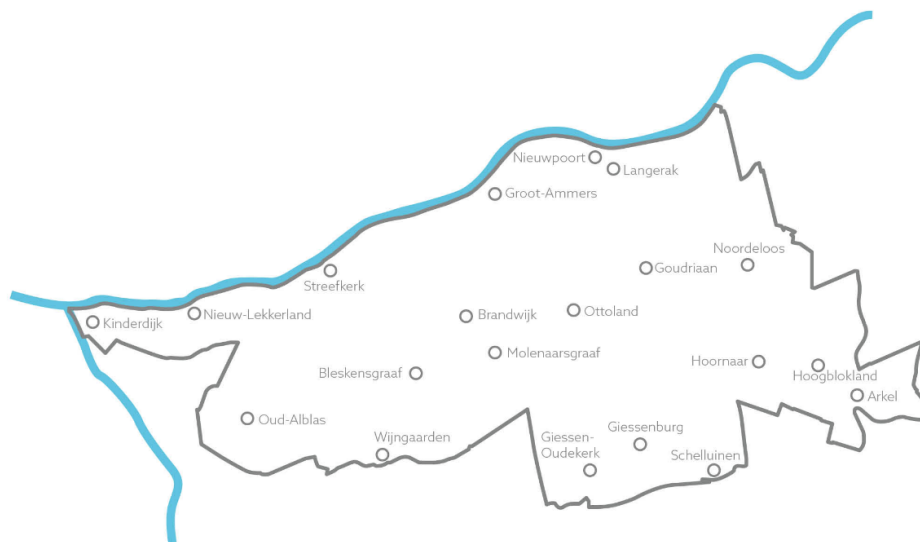 Nieuwpoort
Langerak
Groot-Ammers
Noordeloos
Goudriaan
Streefkerk
Nieuw-Lekkerland
Kinderdijk
Brandwijk
Ottoland
Molenaarsgraaf
Hoornaar
Hoogblokland
Bleskensgraaf
Arkel
Oud-Alblas
Wijngaarden
Giessenburg
Giessen-
Oudekerk
Schelluinen